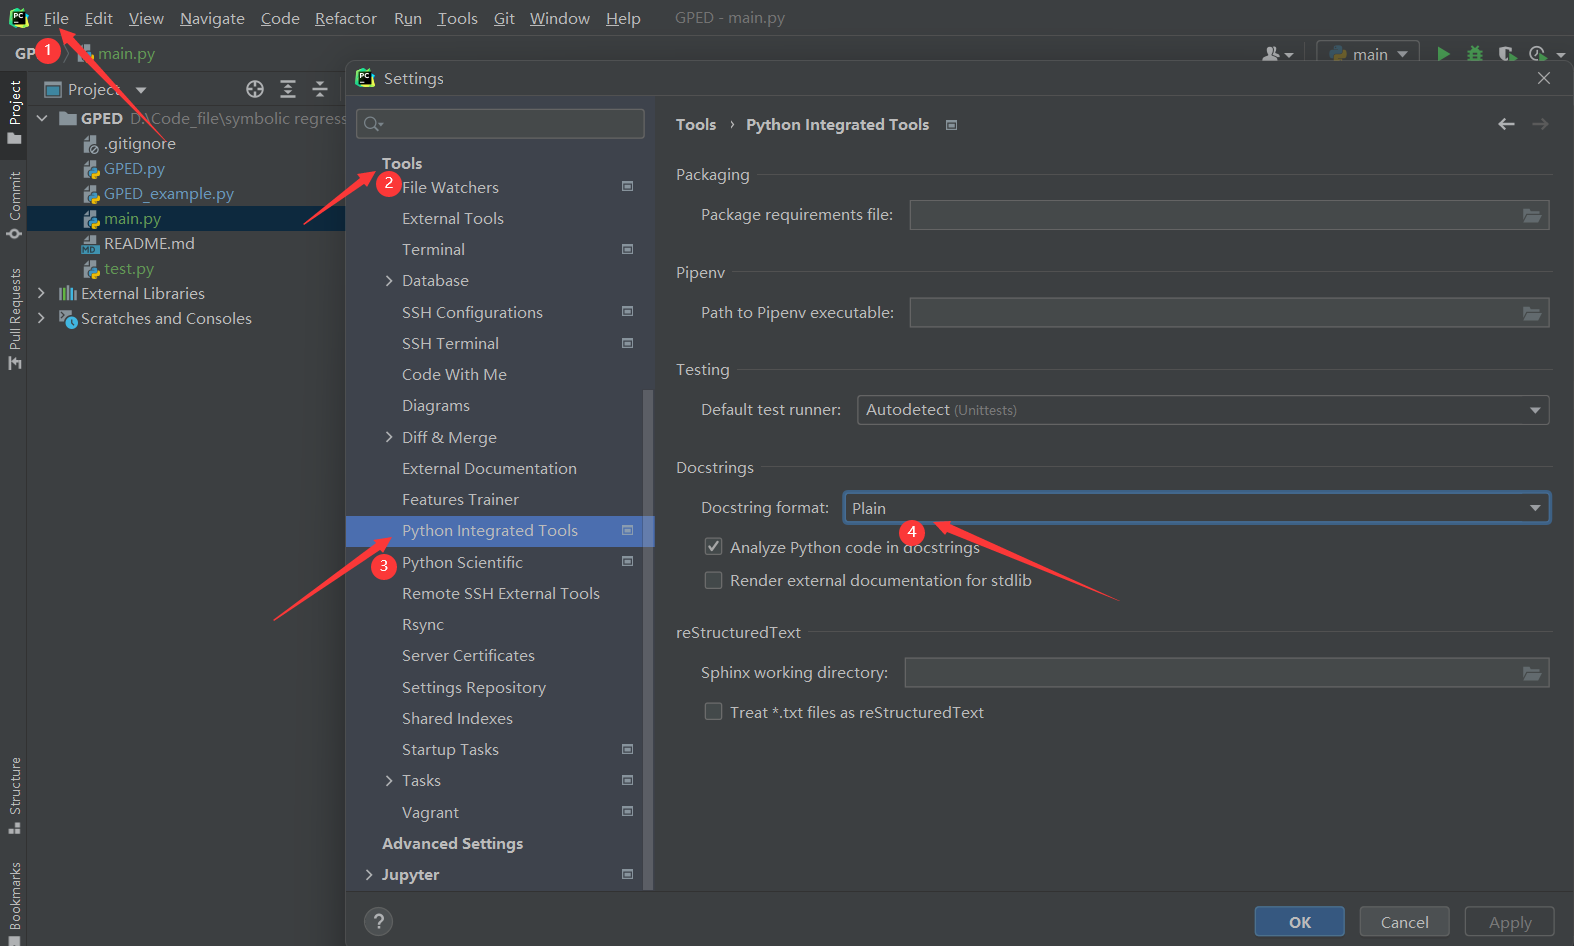 File Edit View Navigate Code Refactor Run Tools Git Window Help GPED - main.py
GP 1 main.py
main
Project
Commit
Pull Requests
Structure
Bookmarks
Project
GPED D:\Code_file\symbolic regress
.gitignore
GPED.py
GPED_example.py
main.py
README.md
test.py
External Libraries
Scratches and Consoles
Settings
Tools
2
File Watchers
External Tools
Terminal
Database
SSH Configurations
SSH Terminal
Code With Me
Diagrams
Diff & Merge
External Documentation
Features Trainer
Python Integrated Tools
3
Python Scientific
Remote SSH External Tools
Rsync
Server Certificates
Settings Repository
Shared Indexes
Startup Tasks
Tasks
Vagrant
Advanced Settings
Jupyter
Tools › Python Integrated Tools
Packaging
Package requirements file:
Pipenv
Path to Pipenv executable:
Testing
Default test runner: Autodetect (Unittests)
Docstrings
Docstring format: Plain
4
Analyze Python code in docstrings
Render external documentation for stdlib
reStructuredText
Sphinx working directory:
Treat *.txt files as reStructuredText
? OK Cancel Apply